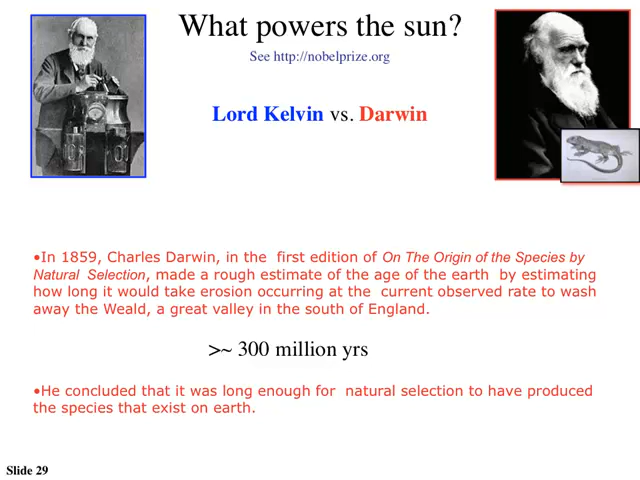 What powers the sun?
See http://nobelprize.org
Lord Kelvin vs. Darwin
•In 1859, Charles Darwin, in the first edition of On The Origin of the Species by
Natural Selection, made a rough estimate of the age of the earth by estimating
how long it would take erosion occurring at the current observed rate to wash
away the Weald, a great valley in the south of England.
>~ 300 million yrs
•He concluded that it was long enough for natural selection to have produced
the species that exist on earth.
Slide 29